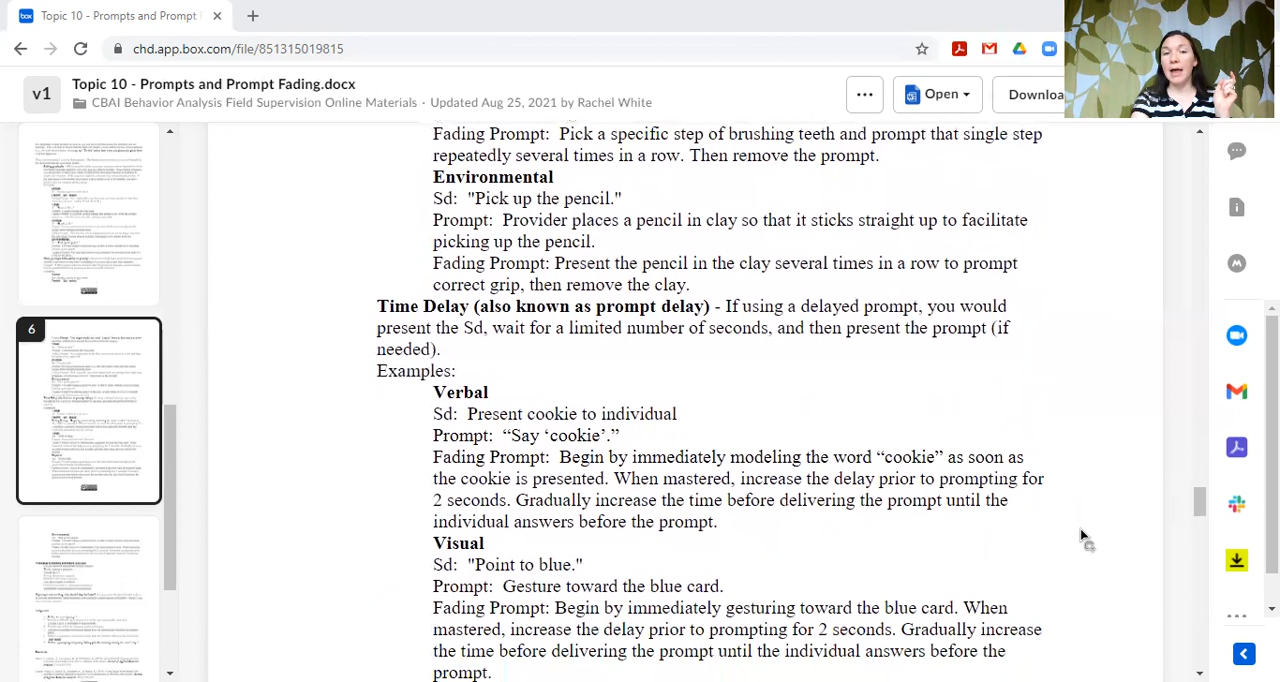 box Topic 10 - Prompts and Prompt
chd.app.box.com/file/851315019815
v1
Topic 10 - Prompts and Prompt Fading.docx
CBAI Behavior Analysis Field Supervision Online Materials · Updated Aug 25, 2021 by Rachel White
Open
Downloa
6
Fading Prompt: Pick a specific step of brushing teeth and prompt that single step
repeatedly several times in a row. Then remove the prompt.
Environmental
Sd: "Pick up the pencil."
Prompt: Provider places a pencil in clay so that it sticks straight up to facilitate
picking up the pencil.
Fading Prompt: Present the pencil in the clay several times in a row to prompt
correct grip, then remove the clay.
Time Delay (also known as prompt delay) - If using a delayed prompt, you would
present the Sd, wait for a limited number of seconds, and then present the prompt (if
needed).
Examples:
Verbal
Sd: Present cookie to individual
Prompt: "Say 'cookie'."
Fading Prompt: Begin by immediately modeling the word “cookie” as soon as
the cookie is presented. When mastered, increase the delay prior to prompting for
2 seconds. Gradually increase the time before delivering the prompt until the
individual answers before the prompt.
Visual
Sd: "Point to blue.
Prompt: card.
Fading Prompt: Begin by immediately gesturing toward the blue card. When
the delay prior to prompting for 2 seconds. Gradually increase
the time before delivering the prompt until the individual answers before the
prompt